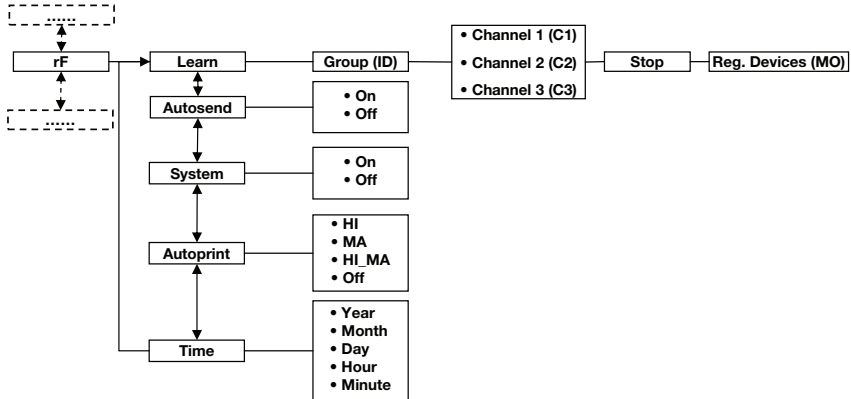 ......
rF
......
Learn
Group (ID)
• Channel 1 (C1)
• Channel 2 (C2)
• Channel 3 (C3)
Stop
Reg. Devices (MO)
Autosend
• On
• Off
System
• On
• Off
Autoprint
• HI
• MA
• HI_MA
• Off
Time
• Year
• Month
• Day
• Hour
• Minute